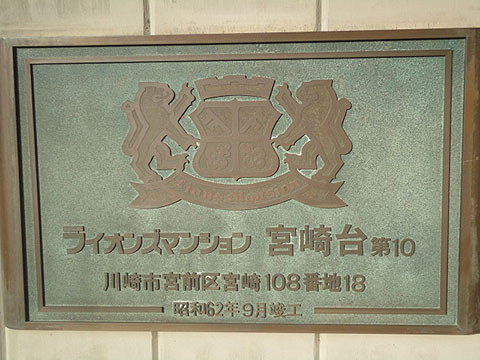 Lions Mansion
ライオンズマンション 宮崎台 第10
川崎市宮前区宮崎108番地18
昭和62年9月竣工